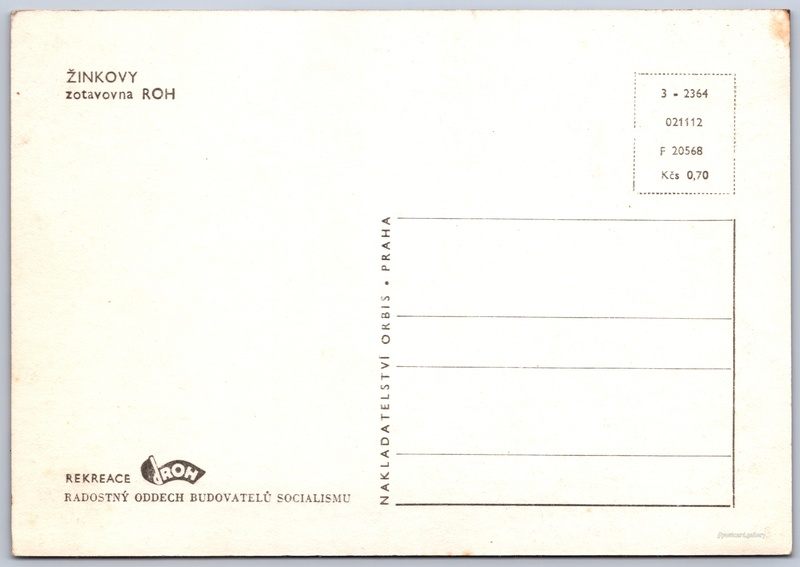 ŽINKOVY
zotavovna ROH
3 - 2364
021112
F 20568
Kčs 0,70
NAKLADATELSTVÍ ORBIS • PRAHA
REKREACE ROH
RADOSTNÝ ODDECH BUDOVATELŮ SOCIALISMU